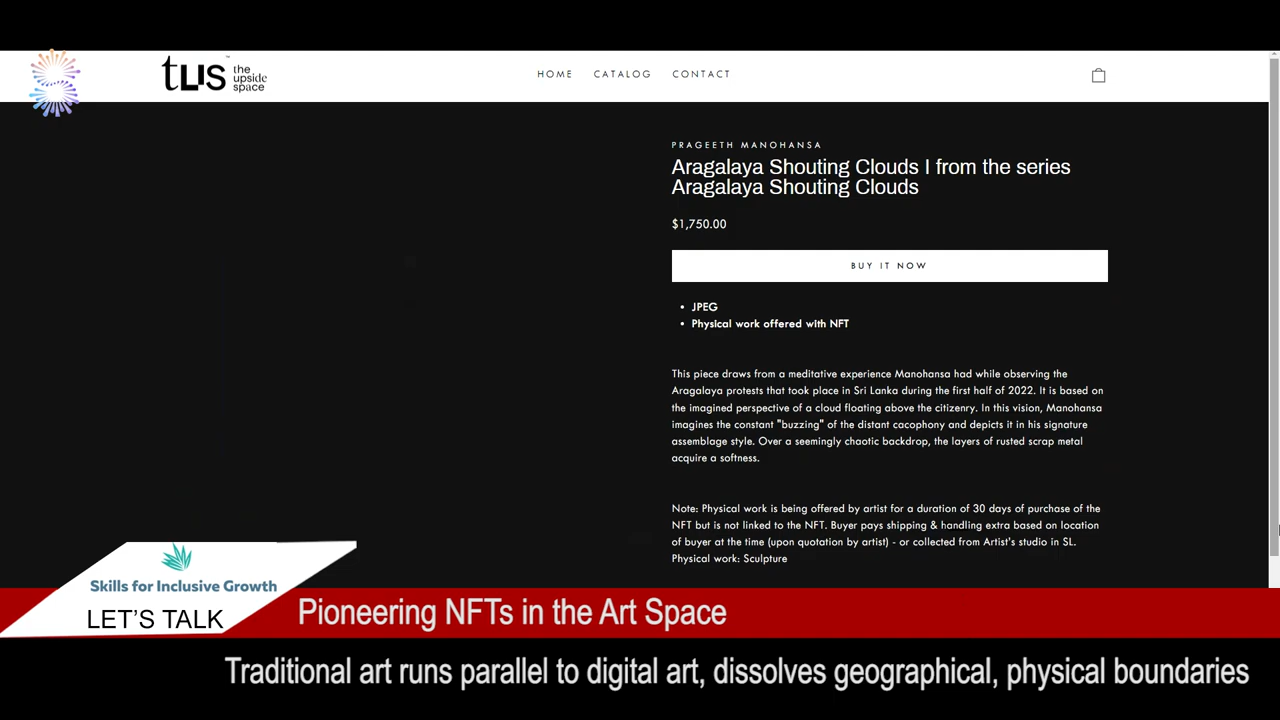 tUS™ the upside space
HOME CATALOG CONTACT
PRAGEETH MANOHANSA
Aragalaya Shouting Clouds I from the series
Aragalaya Shouting Clouds
$1,750.00
BUY IT NOW
• JPEG
• Physical work offered with NFT
This piece draws from a meditative experience Manohansa had while observing the
Aragalaya protests that took place in Sri Lanka during the first half of 2022. It is based on
the imagined perspective of a cloud floating above the citizenry. In this vision, Manohansa
imagines the constant "buzzing" of the distant cacophony and depicts it in his signature
assemblage style. Over a seemingly chaotic backdrop, the layers of rusted scrap metal
acquire a softness.
Note: Physical work is being offered by artist for a duration of 30 days of purchase of the
NFT but is not linked to the NFT. Buyer pays shipping & handling extra based on location
of buyer at the time (upon quotation by artist) - or collected from Artist's studio in SL.
Physical work: Sculpture
Skills for Inclusive Growth
LET'S TALK
Pioneering NFTs in the Art Space
Traditional art runs parallel to digital art, dissolves geographical, physical boundaries